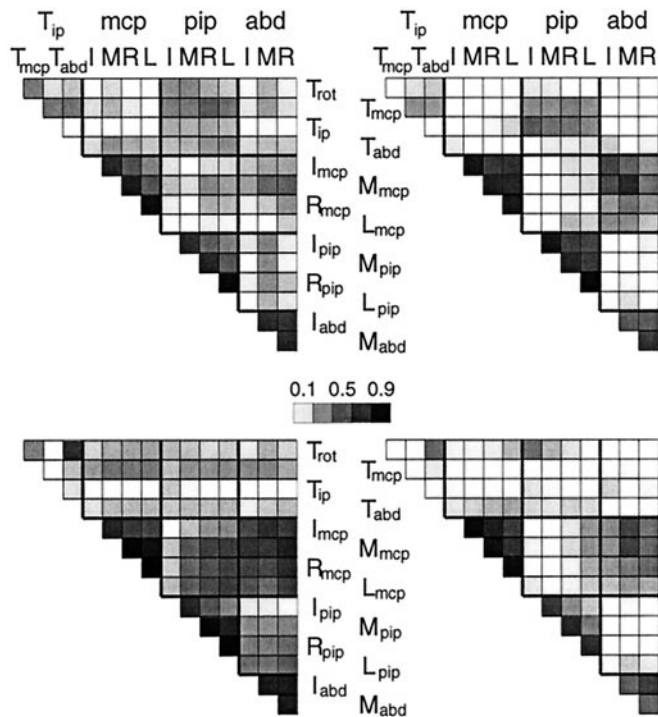 T_ip mcp pip abd T_ip mcp pip abd
T_mcp T_abd I M R L I M R L I M R T_mcp T_abd I M R L I M R L I M R
T_rot
T_mcp
T_ip
T_abd
I_mcp
M_mcp
R_mcp
L_mcp
I_pip
M_pip
R_pip
L_pip
I_abd
M_abd
0.1 0.5 0.9
T_rot
T_mcp
T_ip
T_abd
I_mcp
M_mcp
R_mcp
L_mcp
I_pip
M_pip
R_pip
L_pip
I_abd
M_abd